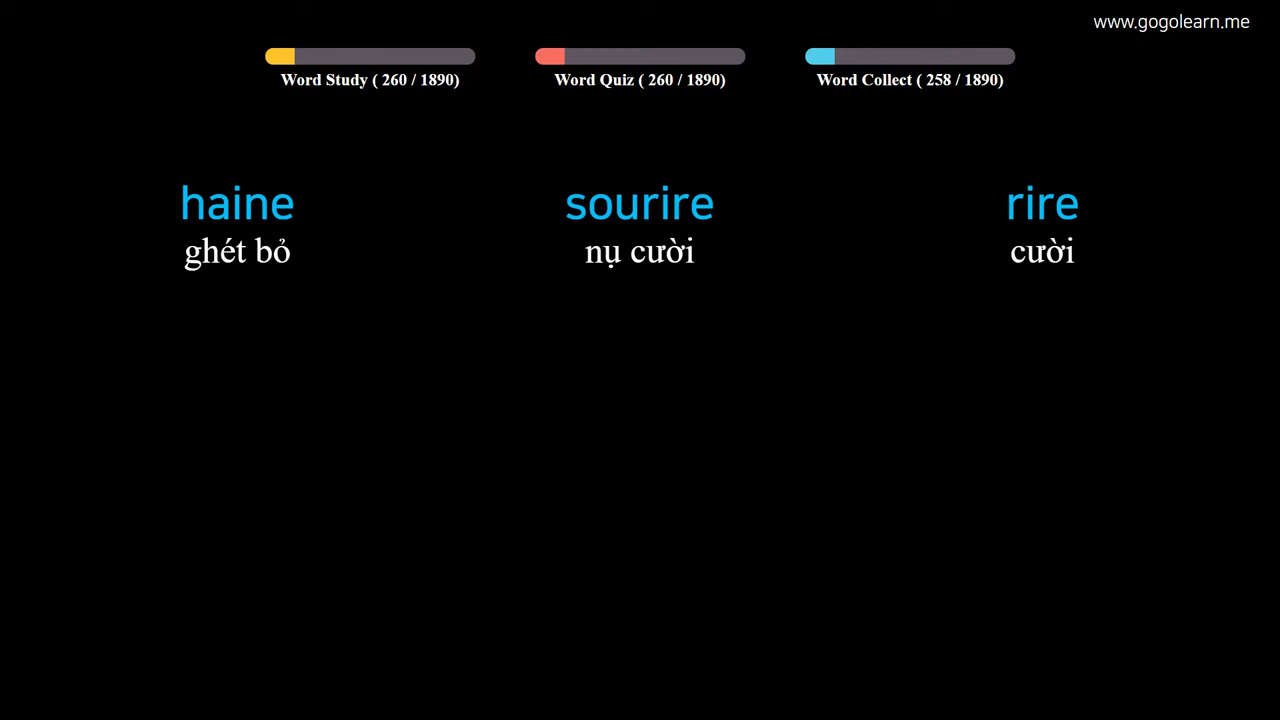 www.gogolearn.me
Word Study ( 260 / 1890) Word Quiz ( 260 / 1890) Word Collect ( 258 / 1890)
haine sourire rire
ghét bỏ nụ cười cười